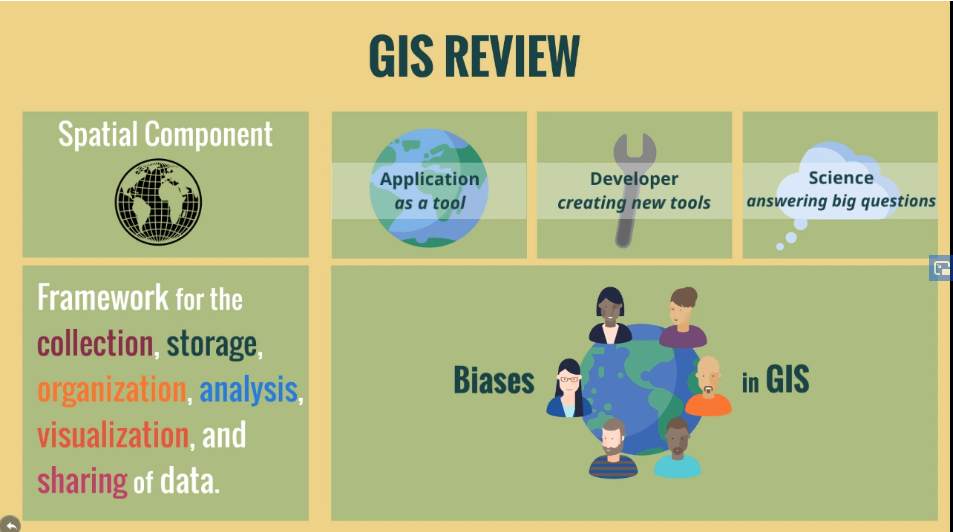 GIS REVIEW
Spatial Component
Application
as a tool
Developer
creating new tools
Science
answering big questions
Framework for the
collection, storage,
organization, analysis,
visualization, and
sharing of data.
Biases in GIS